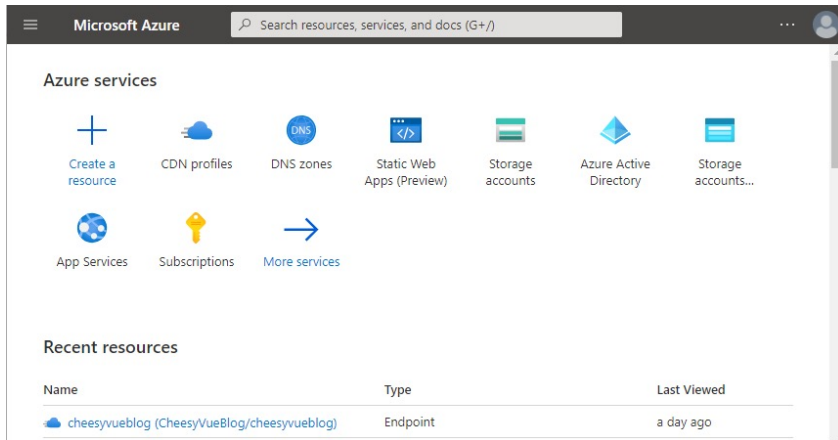 Microsoft Azure
Search resources, services, and docs (G+/)
...
Azure services
Create a
resource
CDN profiles
DNS
DNS zones
</>
Static Web
Apps (Preview)
Storage
accounts
Azure Active
Directory
Storage
accounts...
App Services
Subscriptions
More services
Recent resources
Name Type Last Viewed
cheesyvueblog (CheesyVueBlog/cheesyvueblog) Endpoint a day ago